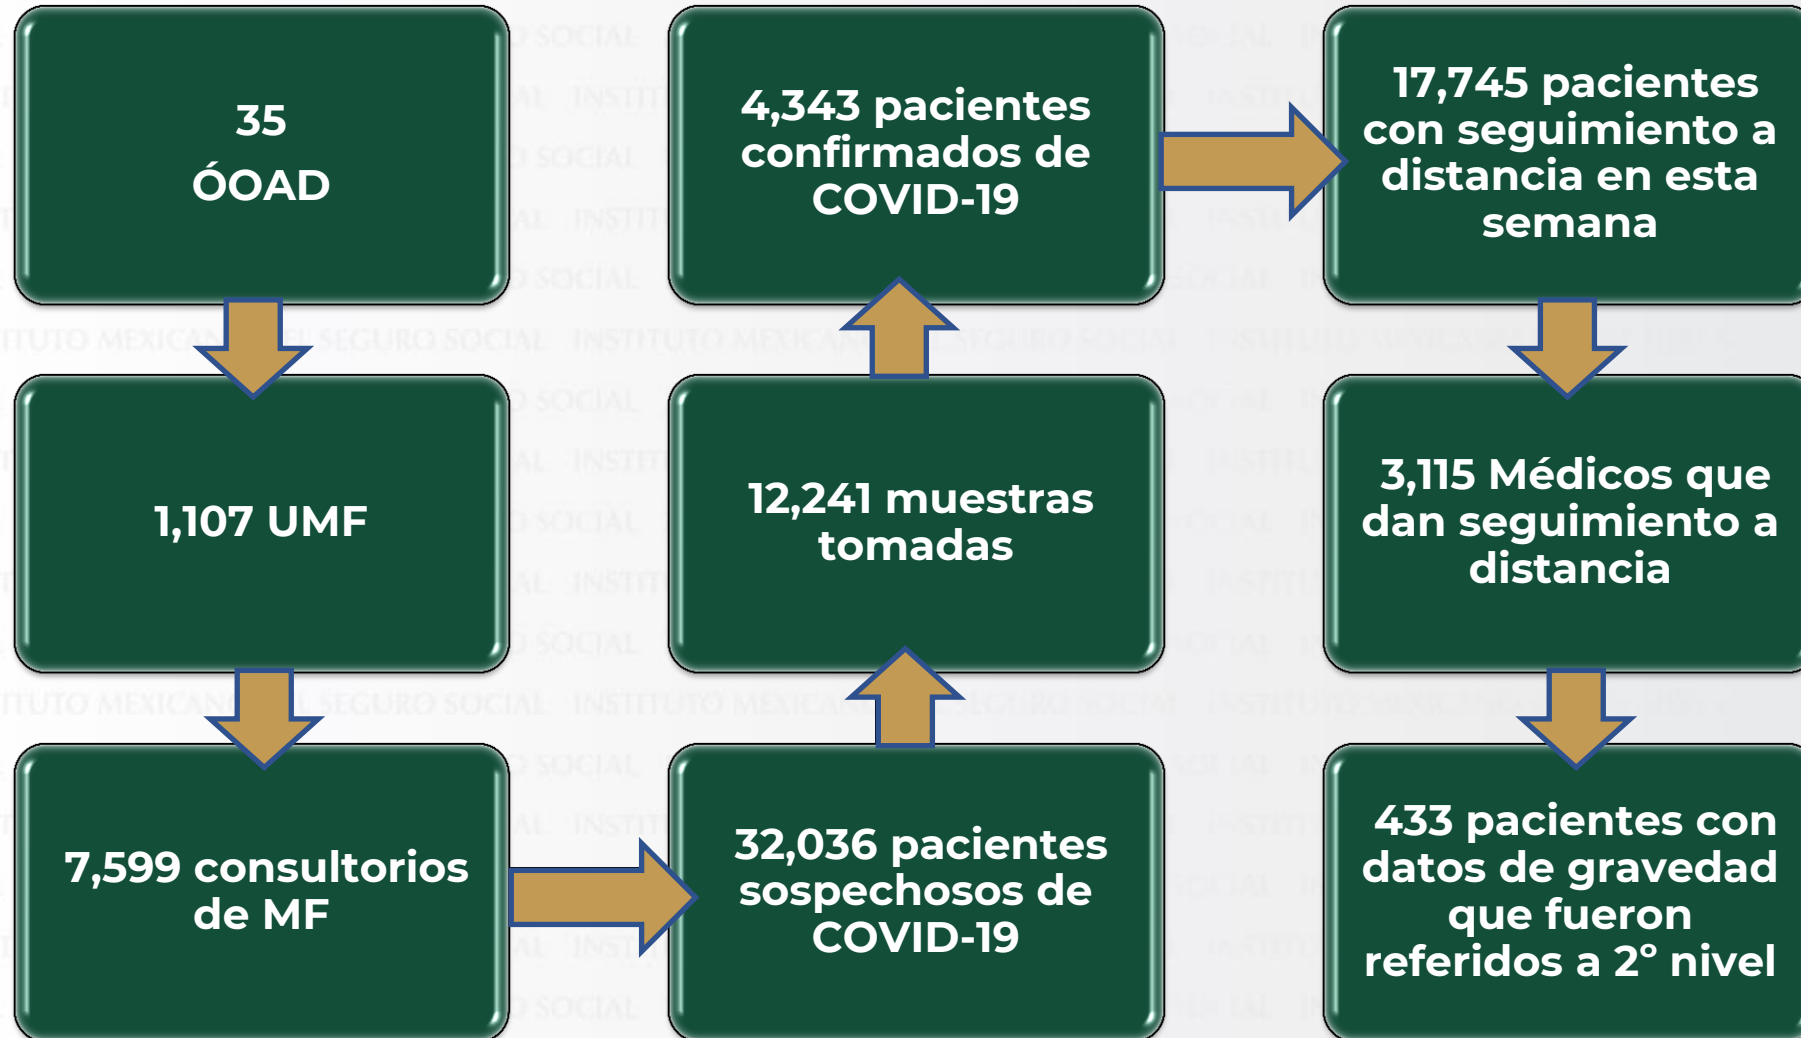 35
ÓOAD
1,107 UMF
7,599 consultorios
de MF
32,036 pacientes
sospechosos de
COVID-19
12,241 muestras
tomadas
4,343 pacientes
confirmados de
COVID-19
17,745 pacientes
con seguimiento a
distancia en esta
semana
3,115 Médicos que
dan seguimiento a
distancia
433 pacientes con
datos de gravedad
que fueron
referidos a 2º nivel